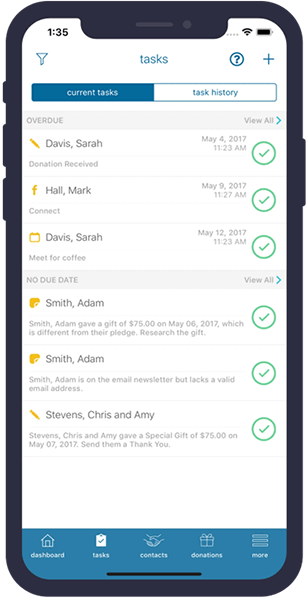 1:35
tasks
?
current tasks
task history
OVERDUE
View All
Davis, Sarah
May 4, 2017
11:23 AM
Donation Received
Hall, Mark
May 9, 2017
11:27 AM
Connect
Davis, Sarah
May 12, 2017
11:23 AM
Meet for coffee
NO DUE DATE
View All
Smith, Adam
Smith, Adam gave a gift of $75.00 on May 06, 2017, which
is different from their pledge. Research the gift.
Smith, Adam
Smith, Adam is on the email newsletter but lacks a valid
email address.
Stevens, Chris and Amy
Stevens, Chris and Amy gave a Special Gift of $75.00 on
May 07, 2017. Send them a Thank You.
dashboard
tasks
contacts
donations
more